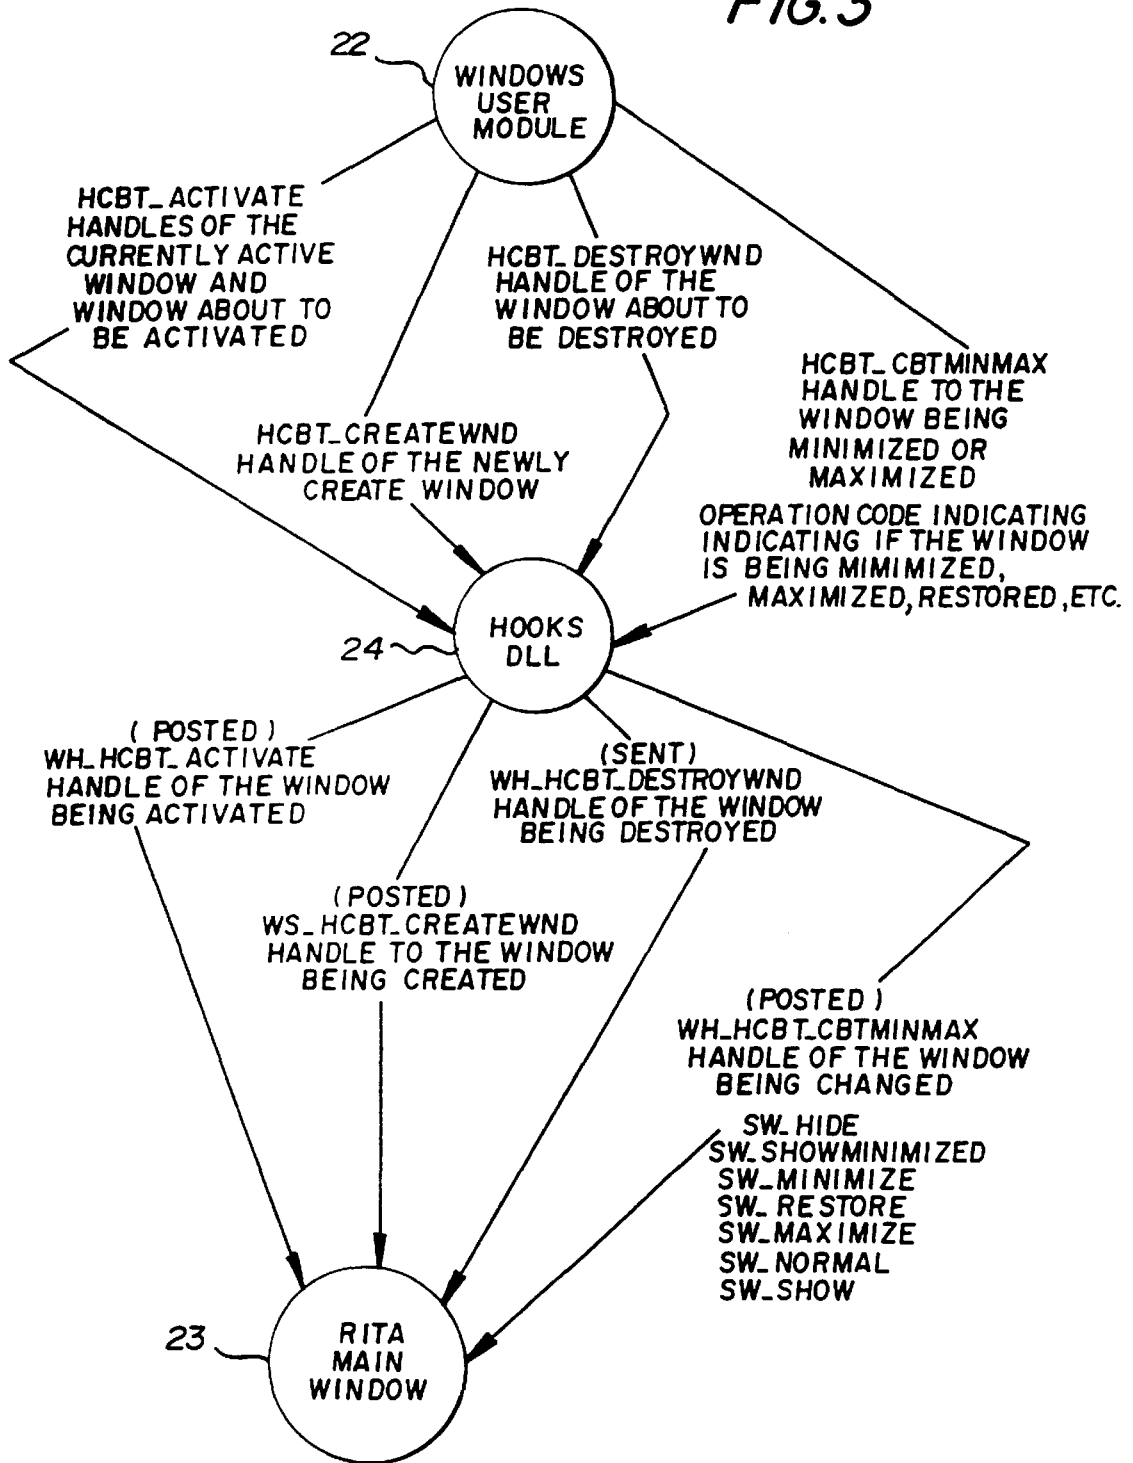 FIG. 3
22
WINDOWS
USER
MODULE
HCBT_ACTIVATE
HANDLES OF THE
CURRENTLY ACTIVE
WINDOW AND
WINDOW ABOUT TO
BE ACTIVATED
HCBT_DESTROYWND
HANDLE OF THE
WINDOW ABOUT TO
BE DESTROYED
HCBT_CREATEWND
HANDLE OF THE NEWLY
CREATE WINDOW
HCBT_CBTMINMAX
HANDLE TO THE
WINDOW BEING
MINIMIZED OR
MAXIMIZED
OPERATION CODE INDICATING
INDICATING IF THE WINDOW
IS BEING MIMIMIZED,
MAXIMIZED, RESTORED, ETC.
24
HOOKS
DLL
(POSTED)
WH_HCBT_ACTIVATE
HANDLE OF THE WINDOW
BEING ACTIVATED
(SENT)
WH_HCBT_DESTROYWND
HANDLE OF THE WINDOW
BEING DESTROYED
(POSTED)
WS_HCBT_CREATEWND
HANDLE TO THE WINDOW
BEING CREATED
(POSTED)
WH_HCBT_CBTMINMAX
HANDLE OF THE WINDOW
BEING CHANGED
SW_HIDE
SW_SHOWMINIMIZED
SW_MINIMIZE
SW_RESTORE
SW_MAXIMIZE
SW_NORMAL
SW_SHOW
23
RITA
MAIN
WINDOW